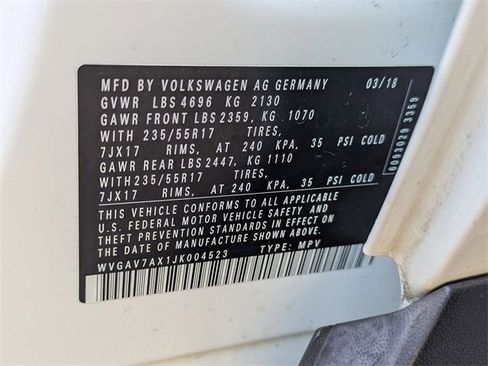 MFD BY VOLKSWAGEN AG GERMANY 03/18
GVWR LBS 4696 KG 2130
GAWR FRONT LBS 2359, KG 1070
WITH 235/55R17 TIRES,
7JX17 RIMS, AT 240 KPA, 35 PSI COLD
GAWR REAR LBS 2447, KG 1110
WITH 235/55R17 TIRES,
7JX17 RIMS, AT 240 KPA, 35 PSI COLD
THIS VEHICLE CONFORMS TO ALL APPLICABLE
U.S. FEDERAL MOTOR VEHICLE SAFETY AND
THEFT PREVENTION STANDARDS IN EFFECT ON
THE DATE OF MANUFACTURE SHOWN ABOVE.
WVGAV7AX1JK004523 TYPE: MPV
6093029 3359